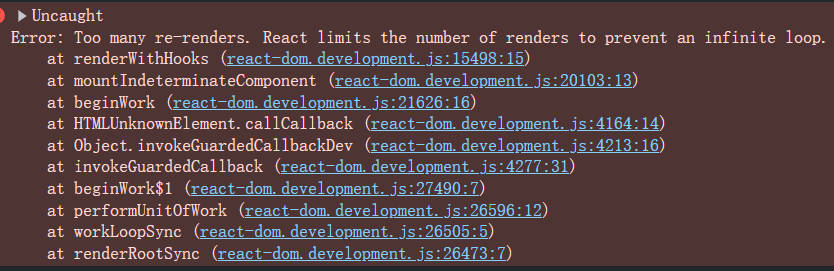 ▶Uncaught
Error: Too many re-renders. React limits the number of renders to prevent an infinite loop.
at renderWithHooks (react-dom.development.js:15498:15)
at mountIndeterminateComponent (react-dom.development.js:20103:13)
at beginWork (react-dom.development.js:21626:16)
at HTMLUnknownElement.callCallback (react-dom.development.js:4164:14)
at Object.invokeGuardedCallbackDev (react-dom.development.js:4213:16)
at invokeGuardedCallback (react-dom.development.js:4277:31)
at beginWork$1 (react-dom.development.js:27490:7)
at performUnitOfWork (react-dom.development.js:26596:12)
at workLoopSync (react-dom.development.js:26505:5)
at renderRootSync (react-dom.development.js:26473:7)